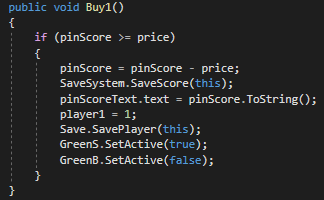 public void Buy1()
{
if (pinScore >= price)
{
pinScore = pinScore - price;
SaveSystem.SaveScore(this);
pinScoreText.text = pinScore.ToString();
player1 = 1;
Save.SavePlayer(this);
GreenS.SetActive(true);
GreenB.SetActive(false);
}
}